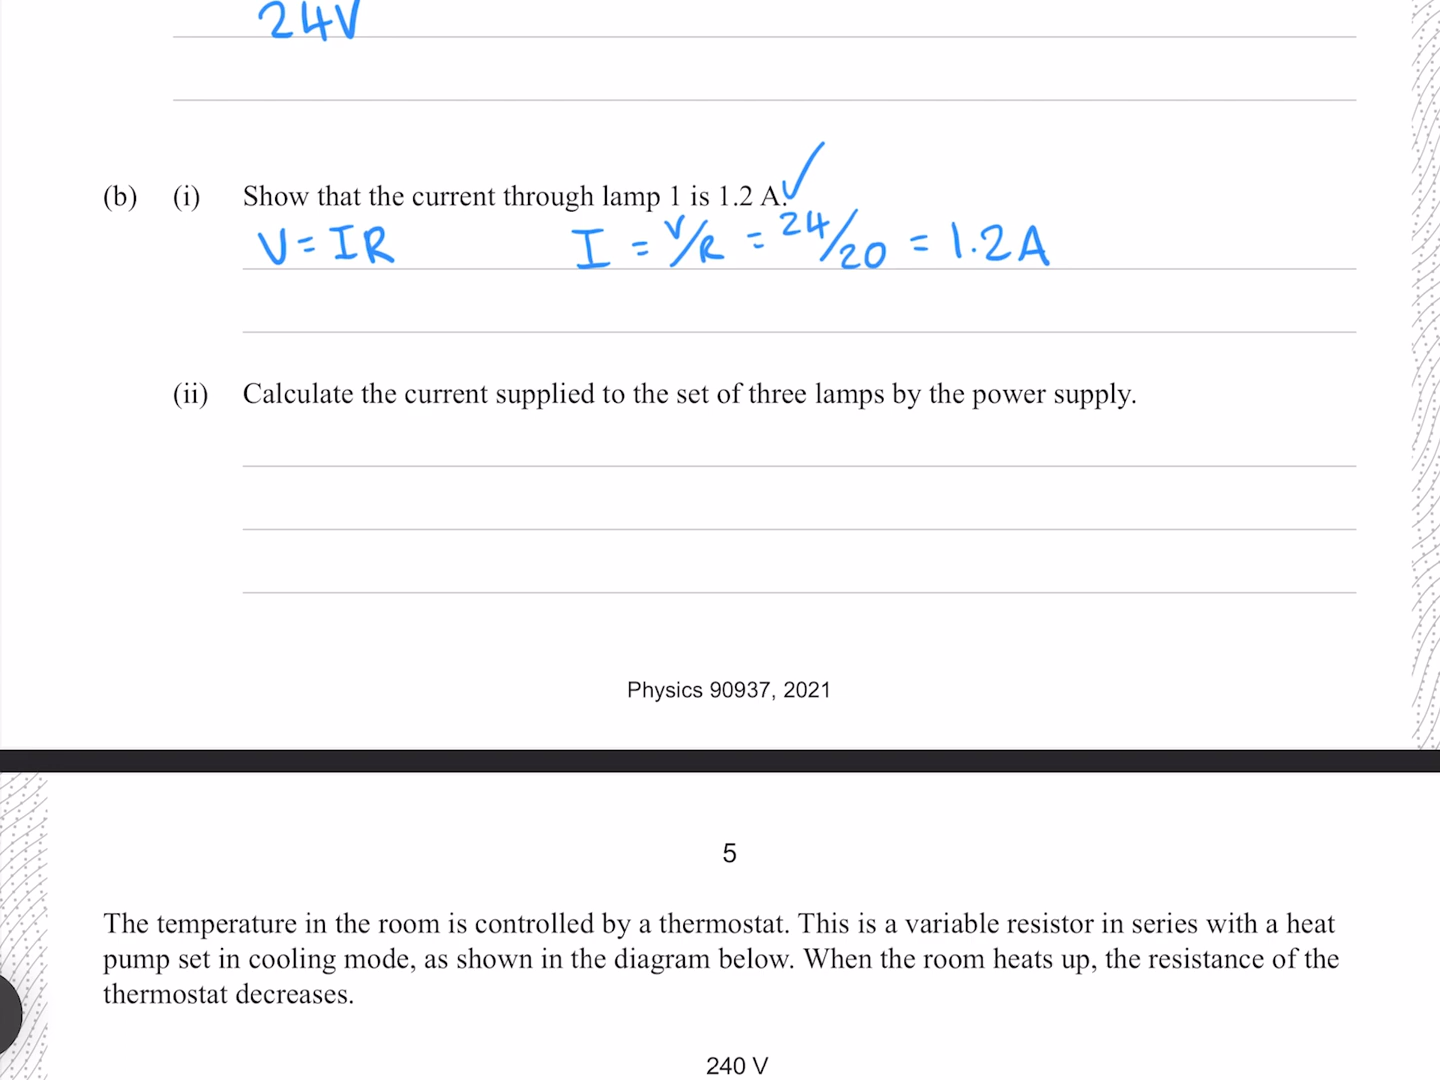 24V
(b) (i) Show that the current through lamp 1 is 1.2 A. ✓
V = IR I = V/R = 24/20 = 1.2A
(ii) Calculate the current supplied to the set of three lamps by the power supply.
Physics 90937, 2021
5
The temperature in the room is controlled by a thermostat. This is a variable resistor in series with a heat
pump set in cooling mode, as shown in the diagram below. When the room heats up, the resistance of the
thermostat decreases.
240 V